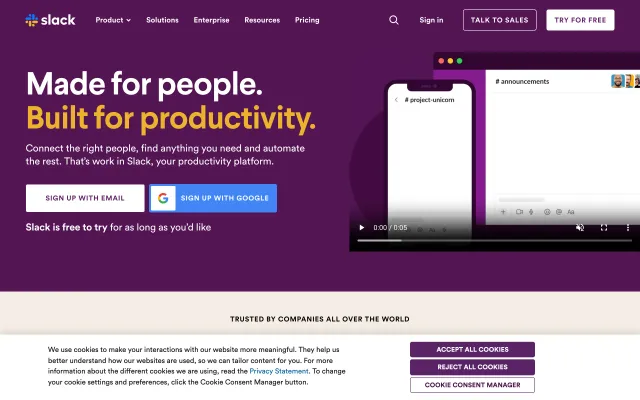 slack
Product
Solutions
Enterprise
Resources
Pricing
Sign in
TALK TO SALES
TRY FOR FREE
Made for people.
Built for productivity.
Connect the right people, find anything you need and automate
the rest. That's work in Slack, your productivity platform.
SIGN UP WITH EMAIL
SIGN UP WITH GOOGLE
Slack is free to try for as long as you'd like
# project-unicorn
# announcements
Aa
Aa
0:00 / 0:05
TRUSTED BY COMPANIES ALL OVER THE WORLD
We use cookies to make your interactions with our website more meaningful. They help us
better understand how our websites are used, so we can tailor content for you. For more
information about the different cookies we are using, read the Privacy Statement. To change
your cookie settings and preferences, click the Cookie Consent Manager button.
ACCEPT ALL COOKIES
REJECT ALL COOKIES
COOKIE CONSENT MANAGER